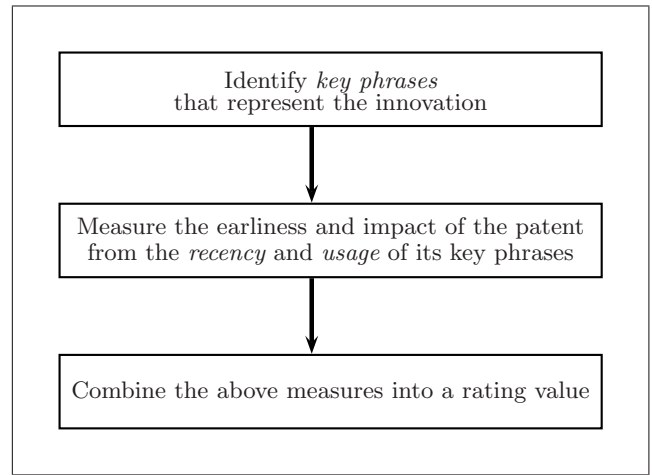 Identify key phrases
that represent the innovation
Measure the earliness and impact of the patent
from the recency and usage of its key phrases
Combine the above measures into a rating value